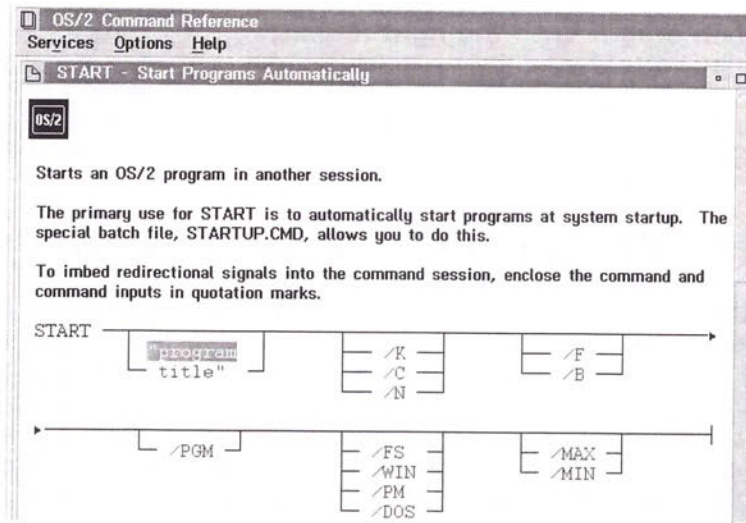 OS/2 Command Reference
Services Options Help
START - Start Programs Automatically
OS/2
Starts an OS/2 program in another session.
The primary use for START is to automatically start programs at system startup. The
special batch file, STARTUP.CMD, allows you to do this.
To imbed redirectional signals into the command session, enclose the command and
command inputs in quotation marks.
START
"program
title"
/K
/C
/N
/F
/B
/PGM
/FS
/WIN
/PM
/DOS
/MAX
/MIN